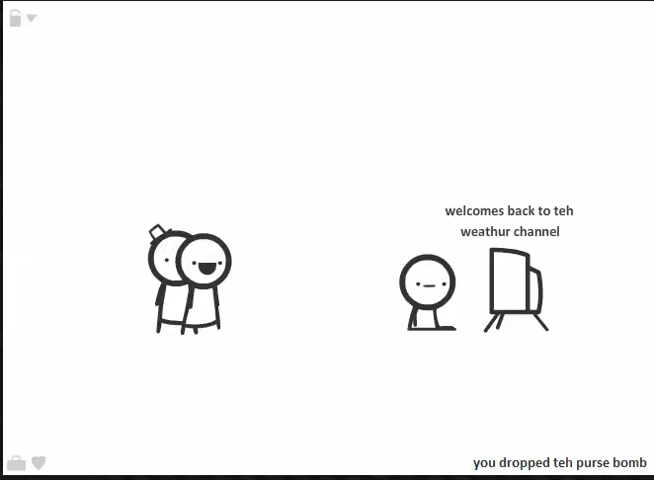 welcomes back to teh
weathur channel
you dropped teh purse bomb